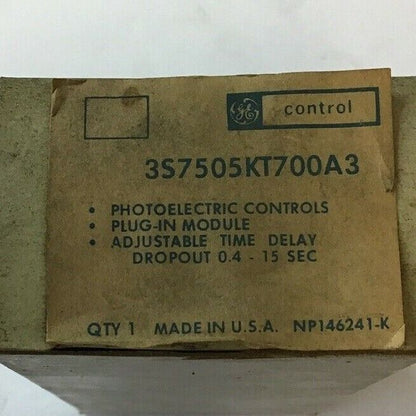 GE control
3S7505KT700A3
• PHOTOELECTRIC CONTROLS
• PLUG-IN MODULE
• ADJUSTABLE TIME DELAY
DROPOUT 0.4 - 15 SEC
QTY 1 MADE IN U.S.A. NP146241-K